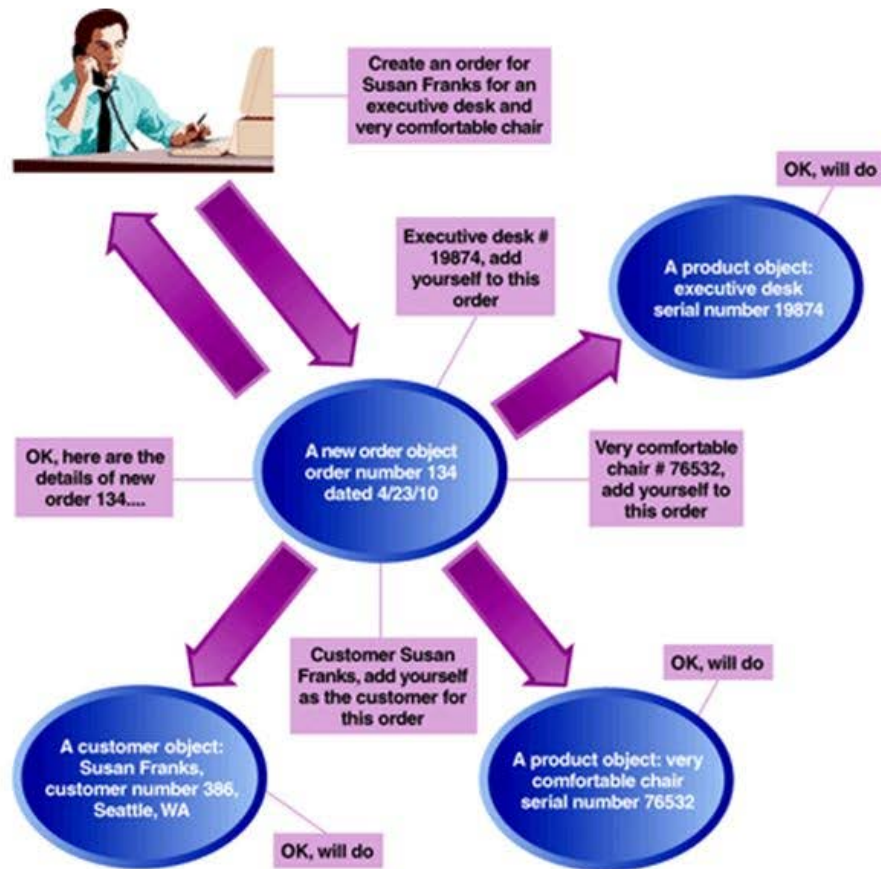 Create an order for
Susan Franks for an
executive desk and
very comfortable chair
OK, will do
Executive desk #
19874, add
yourself to this
order
A product object:
executive desk
serial number 19874
OK, here are the
details of new
order 134....
A new order object
order number 134
dated 4/23/10
Very comfortable
chair # 76532,
add yourself to
this order
Customer Susan
Franks, add yourself
as the customer for
this order
OK, will do
A customer object:
Susan Franks,
customer number 386,
Seattle, WA
A product object: very
comfortable chair
serial number 76532
OK, will do